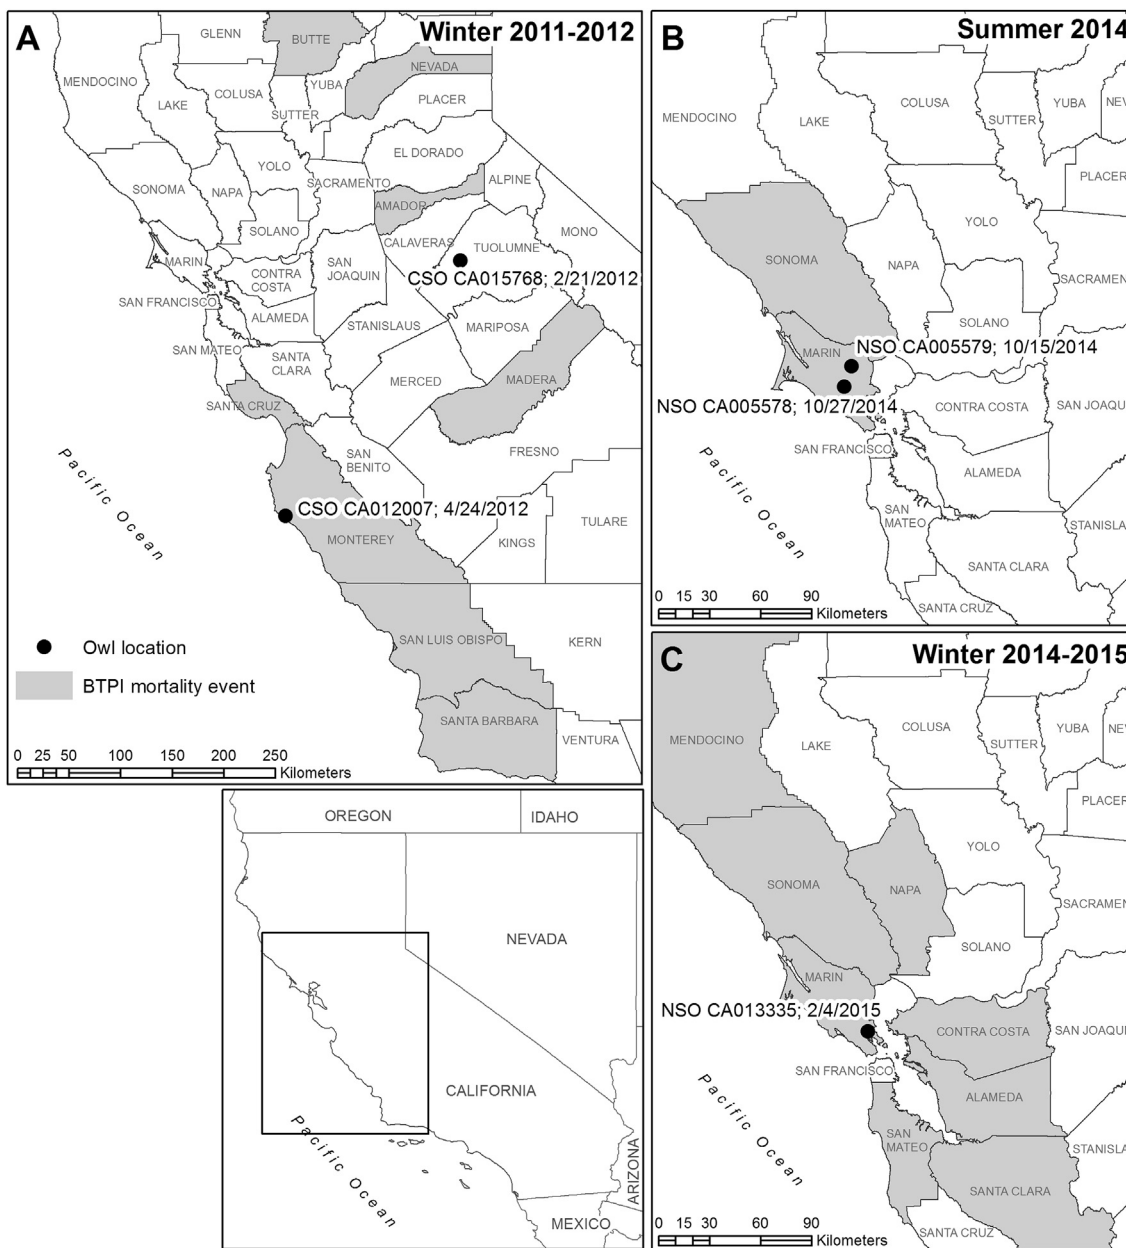 A
Winter 2011-2012
GLENN
BUTTE
NEVADA
MENDOCINO
LAKE
COLUSA
YUBA
PLACER
SUTTER
EL DORADO
YOLO
SONOMA
NAPA
SACRAMENTO
ALPINE
AMADOR
SOLANO
CALAVERAS
TUOLUMNE
MONO
MARIN
SAN
JOAQUIN
CONTRA
COSTA
CSO CA015768; 2/21/2012
SAN FRANCISCO
ALAMEDA
STANISLAUS
MARIPOSA
SAN MATEO
SANTA
CLARA
MERCED
MADERA
SANTA CRUZ
SAN
BENITO
FRESNO
Pacific Ocean
CSO CA012007; 4/24/2012
MONTEREY
KINGS
TULARE
SAN LUIS OBISPO
KERN
Owl location
BTPI mortality event
SANTA BARBARA
VENTURA
0 25 50 100 150 200 250
Kilometers
B
Summer 2014
MENDOCINO
LAKE
COLUSA
SUTTER
YUBA
NEV
PLACER
YOLO
SONOMA
NAPA
SACRAMEN
SOLANO
MARIN
NSO CA005579; 10/15/2014
NSO CA005578; 10/27/2014
CONTRA COSTA
SAN JOAQU
SAN FRANCISCO
ALAMEDA
Pacific Ocean
SAN
MATEO
STANISLA
SANTA CLARA
SANTA CRUZ
0 15 30 60 90
Kilometers
C
Winter 2014-2015
MENDOCINO
LAKE
COLUSA
SUTTER
YUBA
NEV
PLACER
YOLO
SONOMA
NAPA
SACRAMEN
SOLANO
MARIN
NSO CA013335; 2/4/2015
CONTRA COSTA
SAN JOAQU
SAN FRANCISCO
ALAMEDA
Pacific Ocean
SAN
MATEO
STANISLA
SANTA CLARA
SANTA CRUZ
0 15 30 60 90
Kilometers
OREGON
IDAHO
NEVADA
CALIFORNIA
Pacific Ocean
ARIZONA
MEXICO